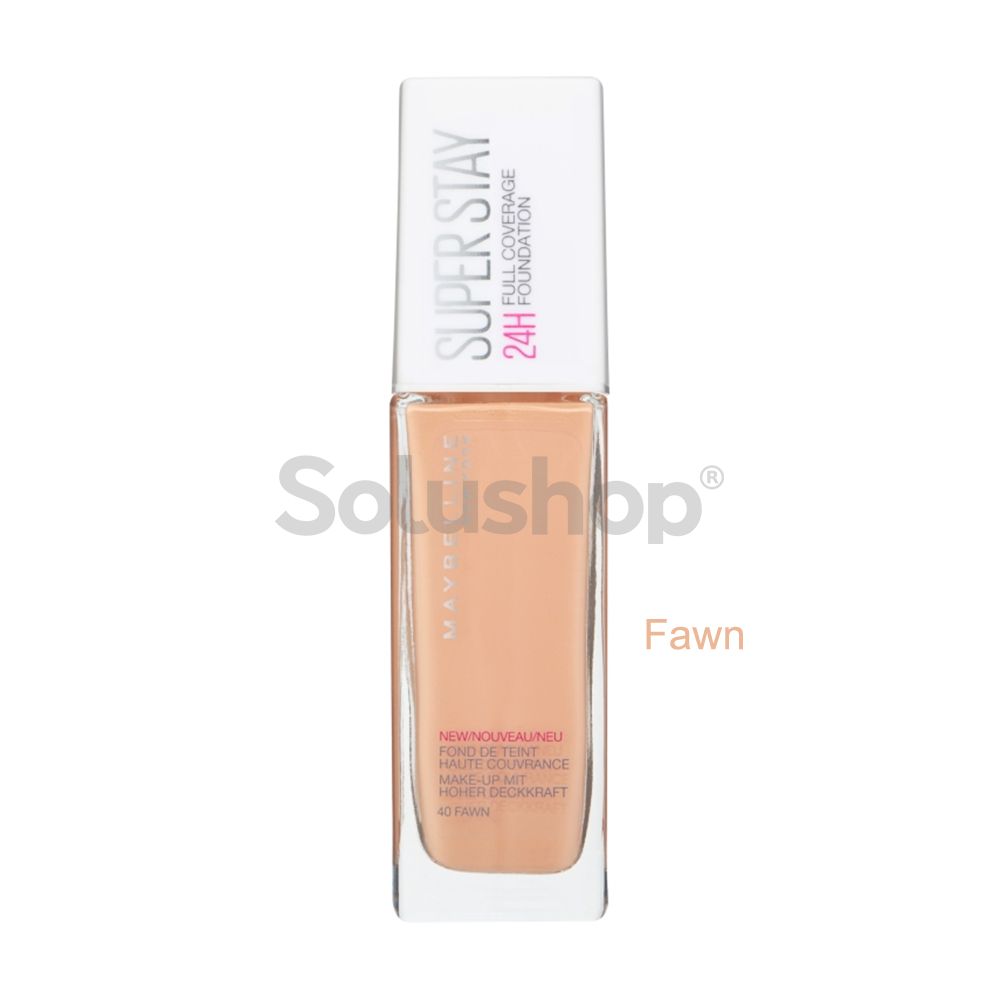 SUPER STAY
24H FULL COVERAGE
FOUNDATION
MAYBELLINE
Solushop®
Fawn
NEW/NOUVEAU/NEU
FOND DE TEINT
HAUTE COUVRANCE
MAKE-UP MIT
HOHER DECKKRAFT
40 FAWN